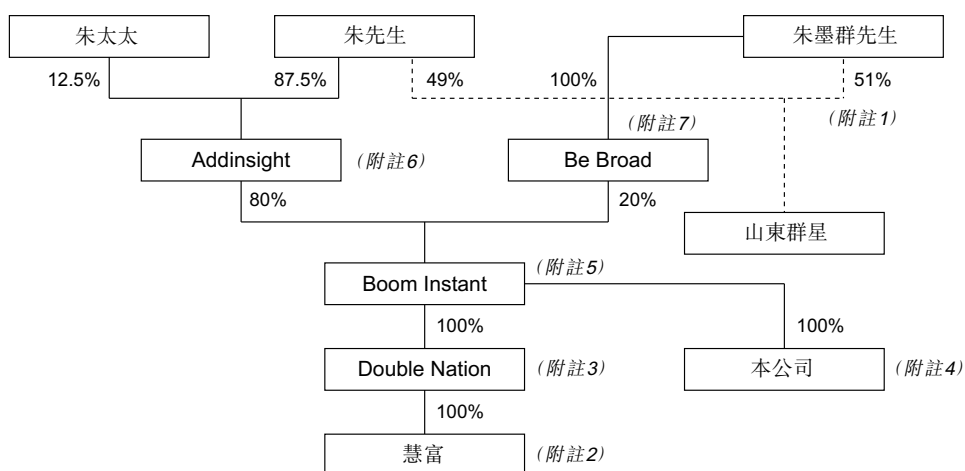 朱太太
朱先生
朱墨群先生
12.5%
87.5%
49%
100%
51%
(附註7)
(附註1)
Addinsight
(附註6)
Be Broad
80%
20%
山東群星
(附註5)
Boom Instant
100%
100%
Double Nation
(附註3)
本公司
(附註4)
100%
慧富
(附註2)